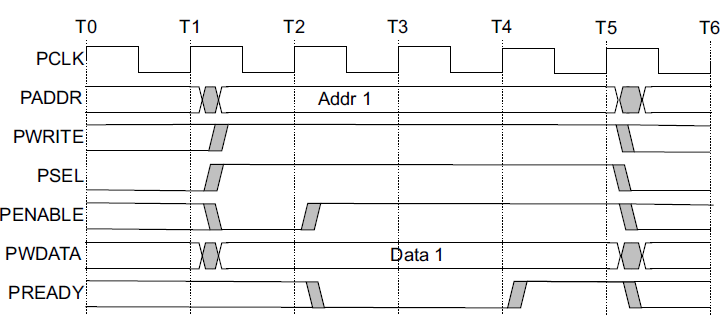 T0 T1 T2 T3 T4 T5 T6
PCLK
PADDR Addr 1
PWRITE
PSEL
PENABLE
PWDATA Data 1
PREADY